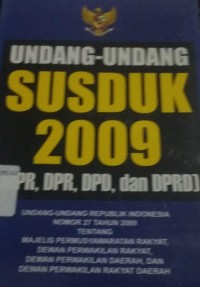 UNDANG-UNDANG
SUSDUK
2009
PR, DPR, DPD, dan DPRD)
UNDANG-UNDANG REPUBLIK INDONESIA
NOMOR 27 TAHUN 2009
TENTANG
MAJELIS PERMUSYAWARATAN RAKYAT,
DEWAN PERWAKILAN RAKYAT,
DEWAN PERWAKILAN DAERAH, DAN
DEWAN PERWAKILAN RAKYAT DAERAH